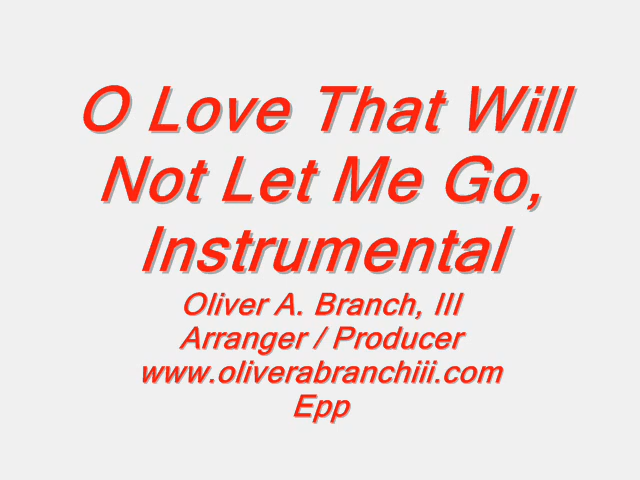 O Love That Will
Not Let Me Go,
Instrumental
Oliver A. Branch, III
Arranger / Producer
www.oliverabranchiii.com
Epp